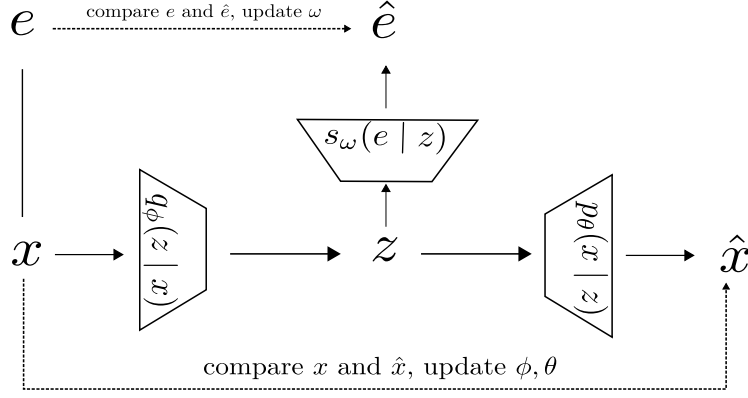 e
compare e and ê, update ω
ê
s_ω(e | z)
x
q_ϕ(z | x)
z
p_θ(x | z)
x̂
compare x and x̂, update ϕ, θ